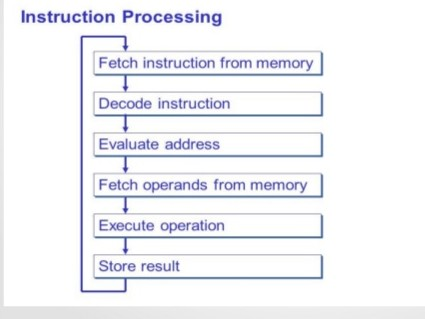 Instruction Processing
Fetch instruction from memory
Decode instruction
Evaluate address
Fetch operands from memory
Execute operation
Store result